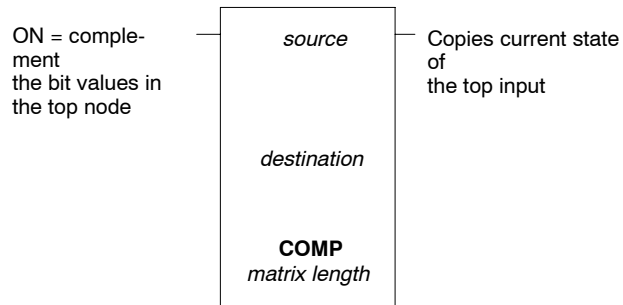 ON = comple-
ment
the bit values in
the top node
source
Copies current state
of
the top input
destination
COMP
matrix length